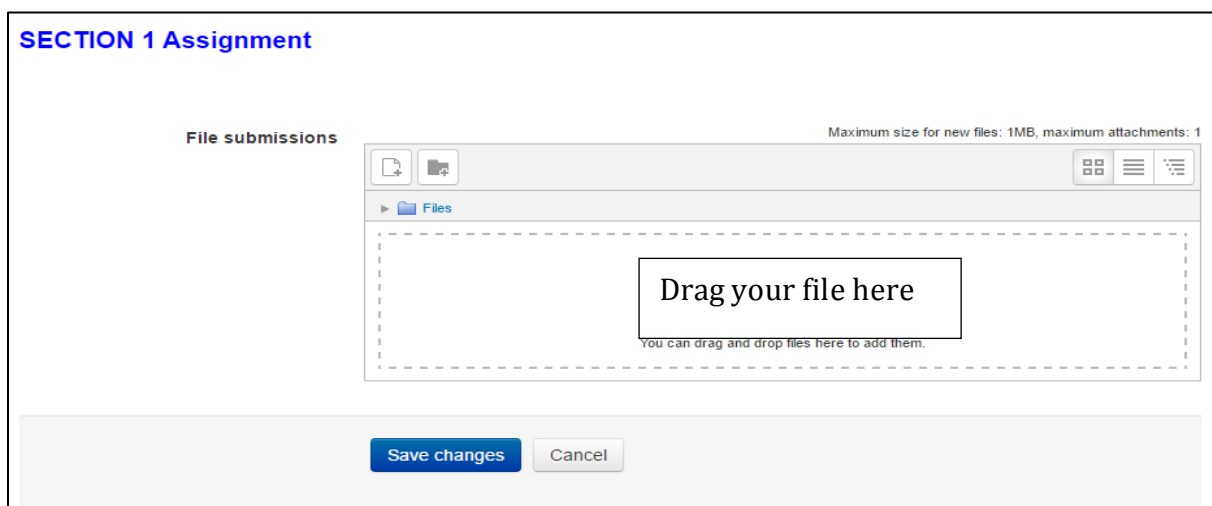 SECTION 1 Assignment
File submissions
Maximum size for new files: 1MB, maximum attachments: 1
Files
Drag your file here
You can drag and drop files here to add them.
Save changes
Cancel